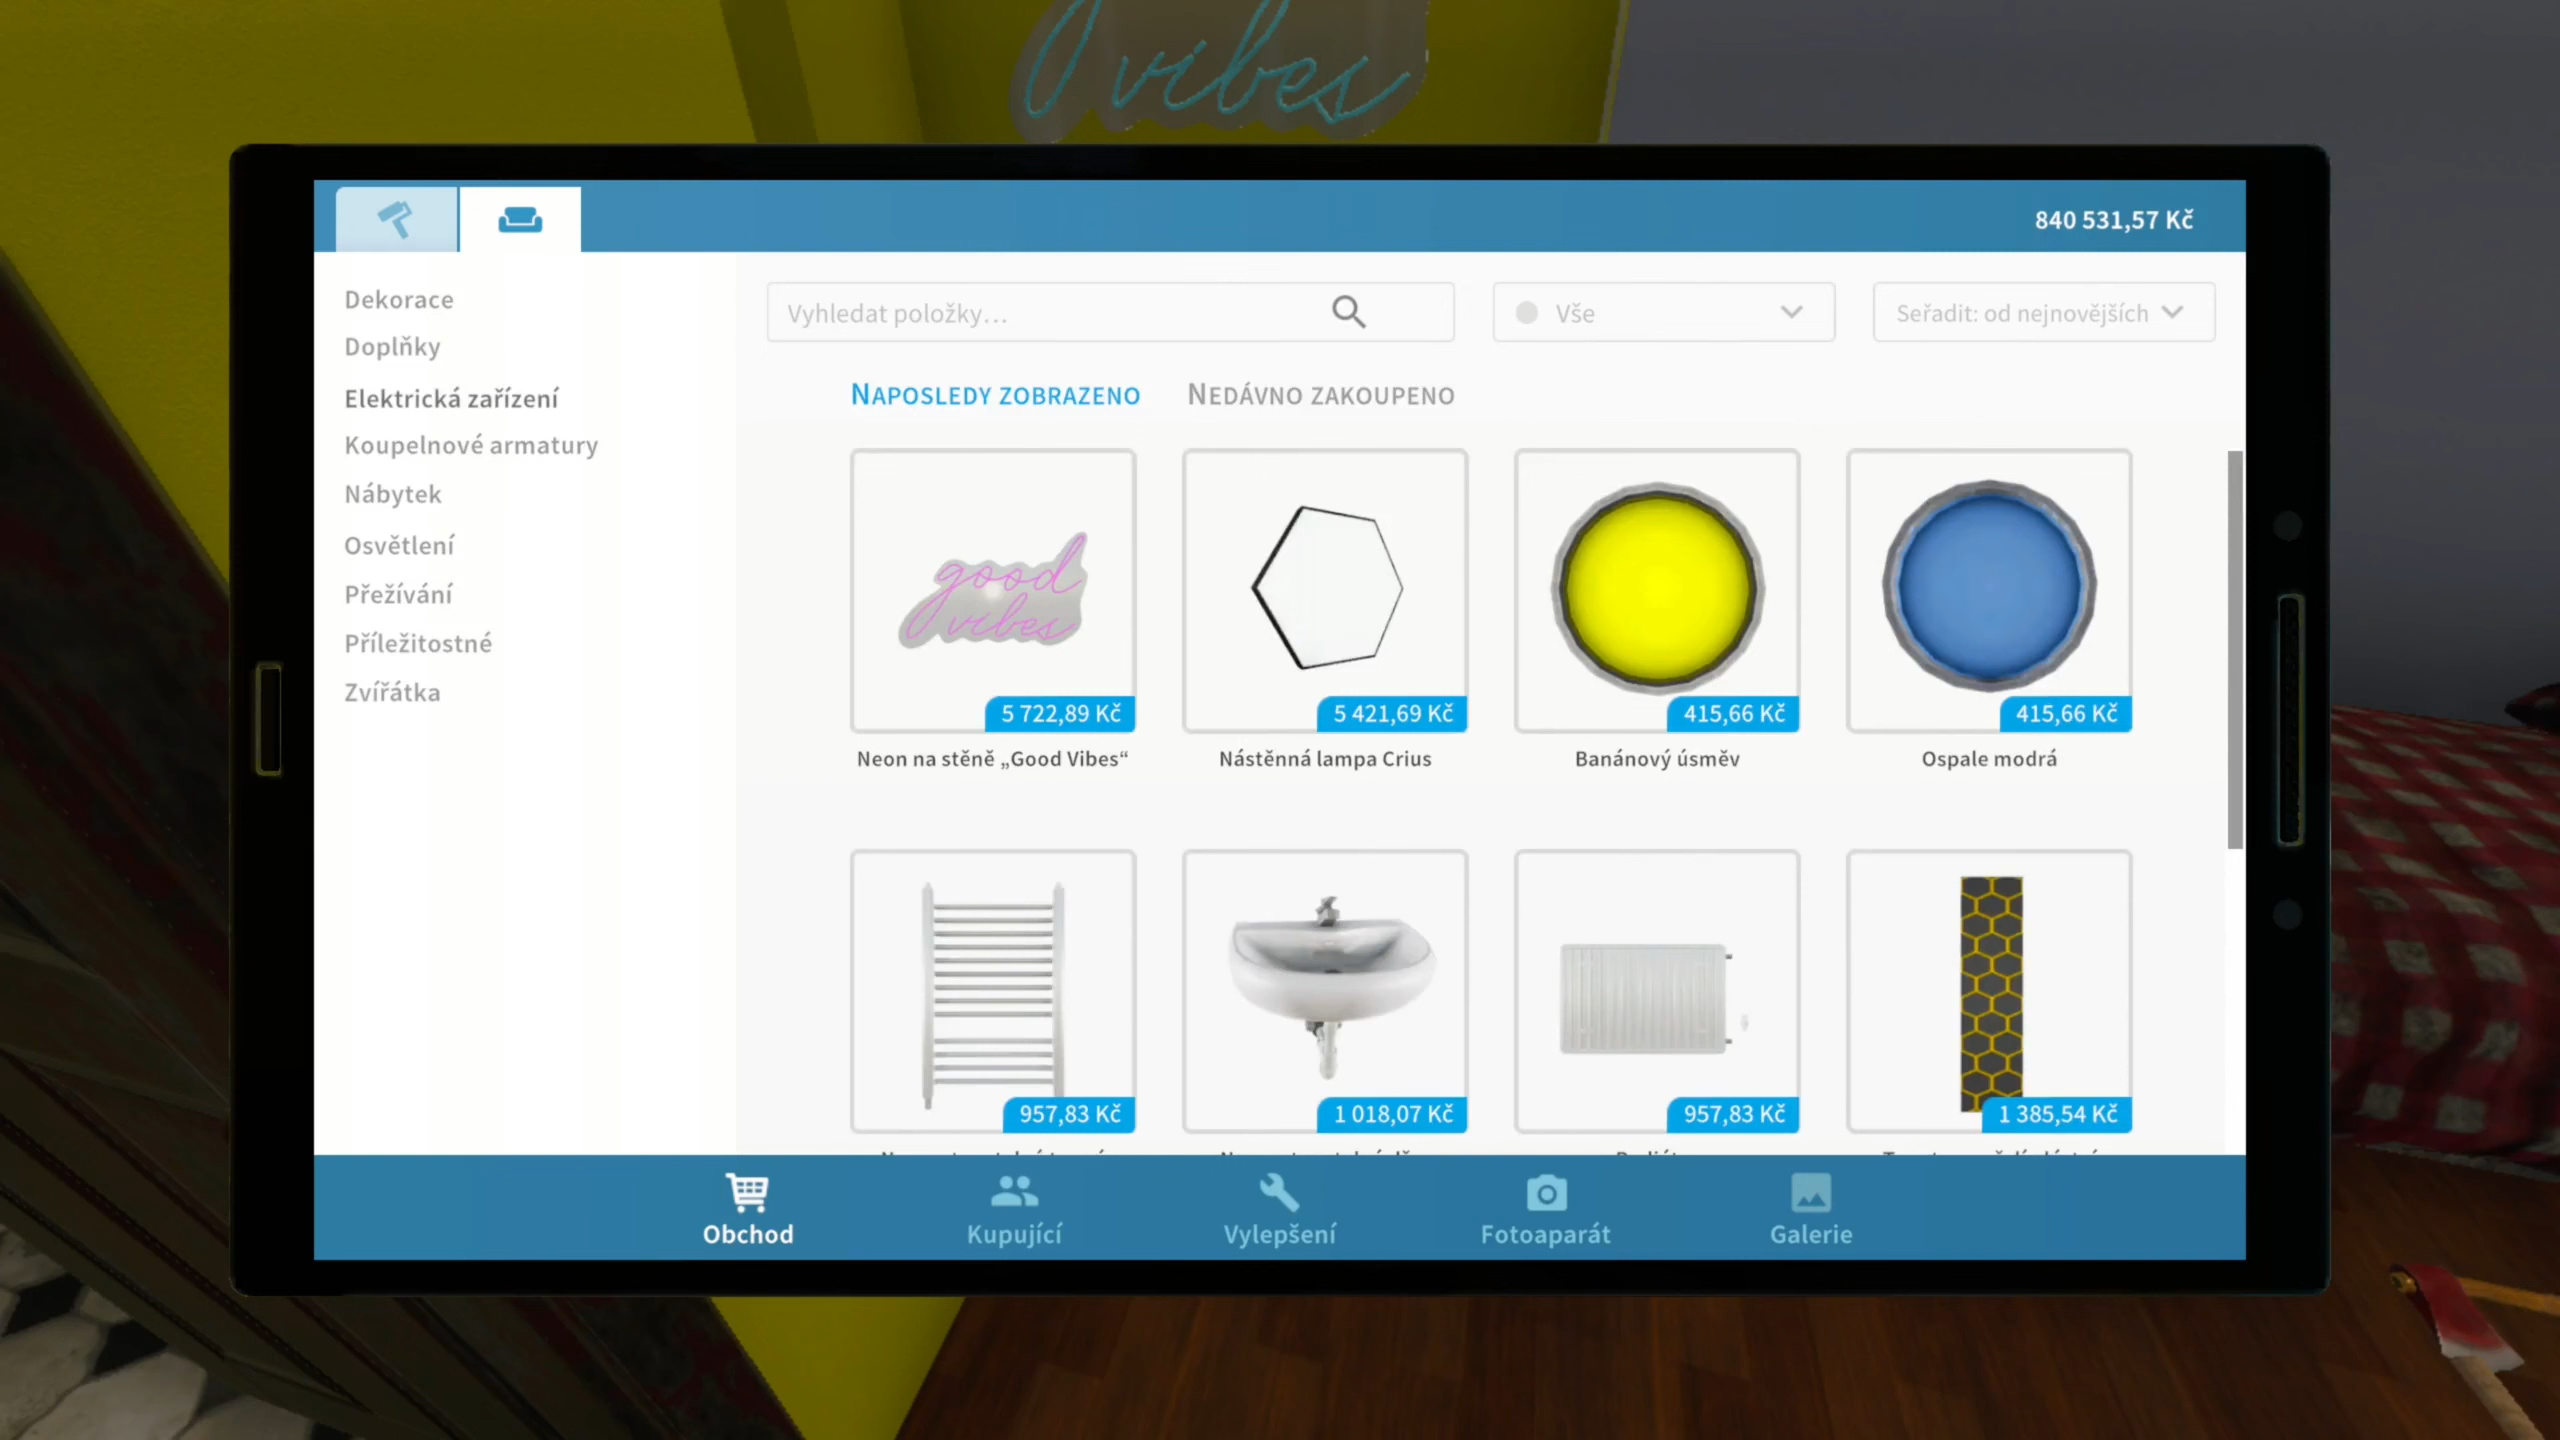 vibes
840 531,57 Kč
Dekorace
Doplňky
Elektrická zařízení
Koupelnové armatury
Nábytek
Osvětlení
Přežívání
Příležitostné
Zvířátka
Vyhledat položky...
Vše
Seřadit: od nejnovějších
NAPOSLEDY ZOBRAZENO
NEDÁVNO ZAKOUPENO
good
vibes
5 722,89 Kč
5 421,69 Kč
415,66 Kč
415,66 Kč
Neon na stěně „Good Vibes“
Nástěnná lampa Crius
Banánový úsměv
Ospale modrá
957,83 Kč
1 018,07 Kč
957,83 Kč
1 385,54 Kč
Obchod
Kupující
Vylepšení
Fotoaparát
Galerie